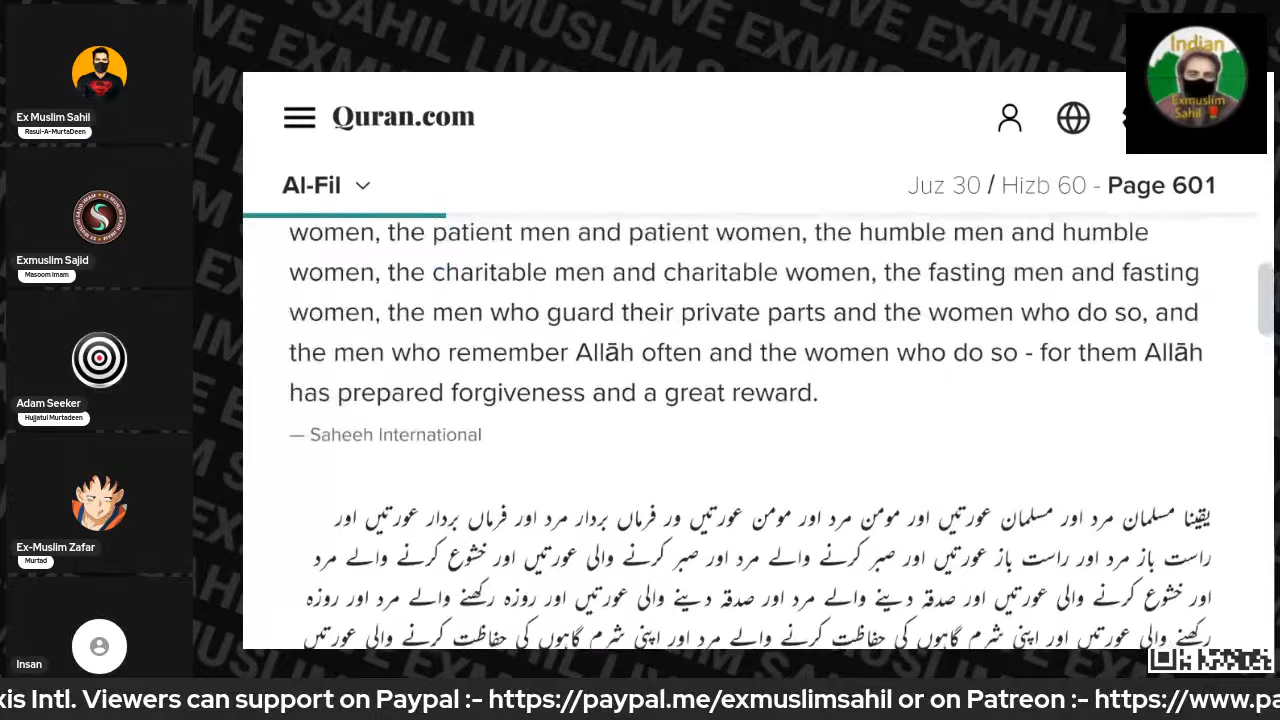 Ex Muslim Sahil
Rasul-A-MurtaDeen
Exmuslim Sajid
Masoom Imam
Adam Seeker
Hujjatul Murtadeen
Ex-Muslim Zafar
Murtad
Insan
Indian
Exmuslim
Sahil
Quran.com
Al-Fil
Juz 30 / Hizb 60 - Page 601
women, the patient men and patient women, the humble men and humble
women, the charitable men and charitable women, the fasting men and fasting
women, the men who guard their private parts and the women who do so, and
the men who remember Allāh often and the women who do so - for them Allāh
has prepared forgiveness and a great reward.
— Saheeh International
یقینا مسلمان مرد اور مسلمان عورتیں اور مومن مرد اور مومن عورتیں ور فرماں بردار مرد اور فرماں بردار عورتیں اور
راست باز مرد اور راست باز عورتیں اور صبر کرنے والے مرد اور صبر کرنے والی عورتیں اور خشوع کرنے والے مرد
اور خشوع کرنے والی عورتیں اور صدقہ دینے والے مرد اور صدقہ دینے والی عورتیں اور روزہ رکھنے والے مرد اور روزہ
رکھنے والی عورتیں اور اپنی شرم گاہوں کی حفاظت کرنے والے مرد اور اپنی شرم گاہوں کی حفاظت کرنے والی عورتیں
xis Intl. Viewers can support on Paypal :- https://paypal.me/exmuslimsahil or on Patreon :- https://www.pa